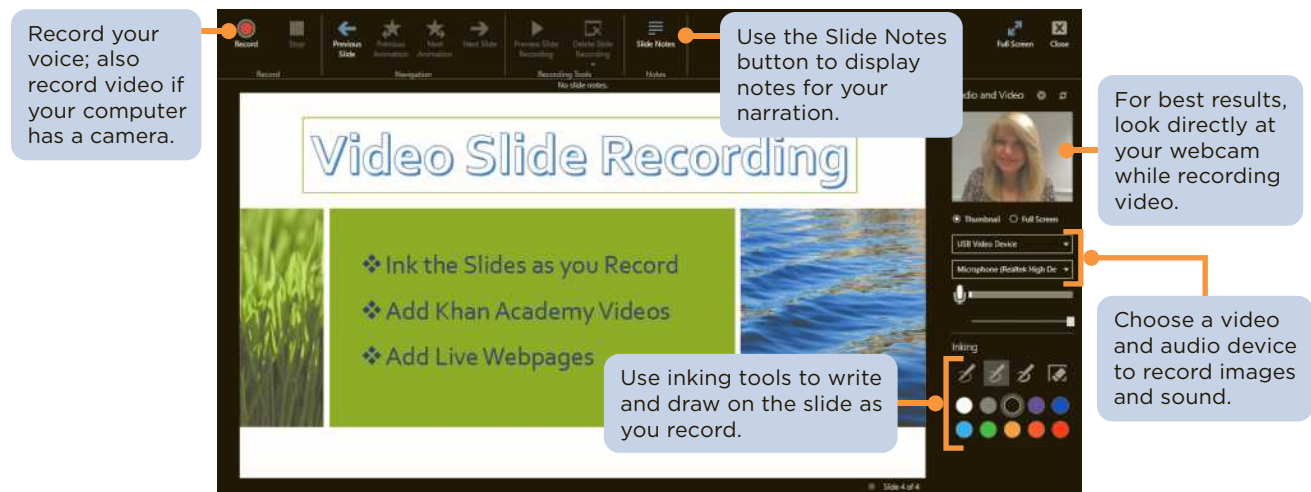 Record your
voice; also
record video if
your computer
has a camera.
Record
Stop
Previous
Slide
Previous
Animation
Next
Animation
Next Slide
Preview Slide
Recording
Delete Slide
Recording
Slide Notes
Full Screen
Close
Record
Navigation
Recording Tools
Notes
No slide notes.
Use the Slide Notes
button to display
notes for your
narration.
dio and Video
For best results,
look directly at
your webcam
while recording
video.
Video Slide Recording
❖ Ink the Slides as you Record
❖ Add Khan Academy Videos
❖ Add Live Webpages
Thumbnail
Full Screen
USB Video Device
Microphone (Realtek High De
Choose a video
and audio device
to record images
and sound.
Inking
Use inking tools to write
and draw on the slide as
you record.
Slide 4 of 4